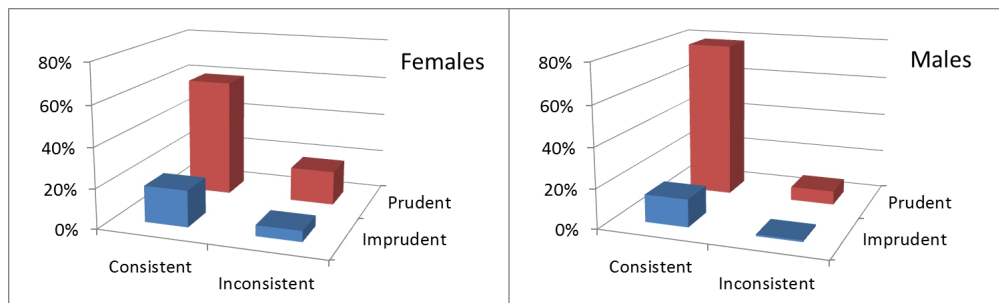 Females
80%
60%
40%
20%
0%
Prudent
Imprudent
Consistent
Inconsistent
Males
80%
60%
40%
20%
0%
Prudent
Imprudent
Consistent
Inconsistent